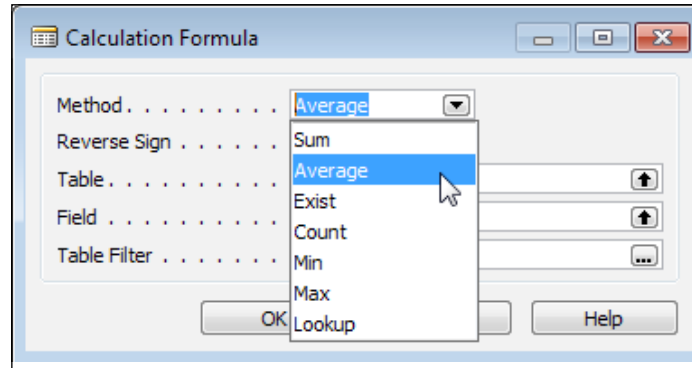 Calculation Formula
Method . . . . . . . . . Average
Reverse Sign . . . . . .
Table . . . . . . . . . .
Field . . . . . . . . . .
Table Filter . . . . . . .
Sum
Average
Exist
Count
Min
Max
Lookup
OK
Help